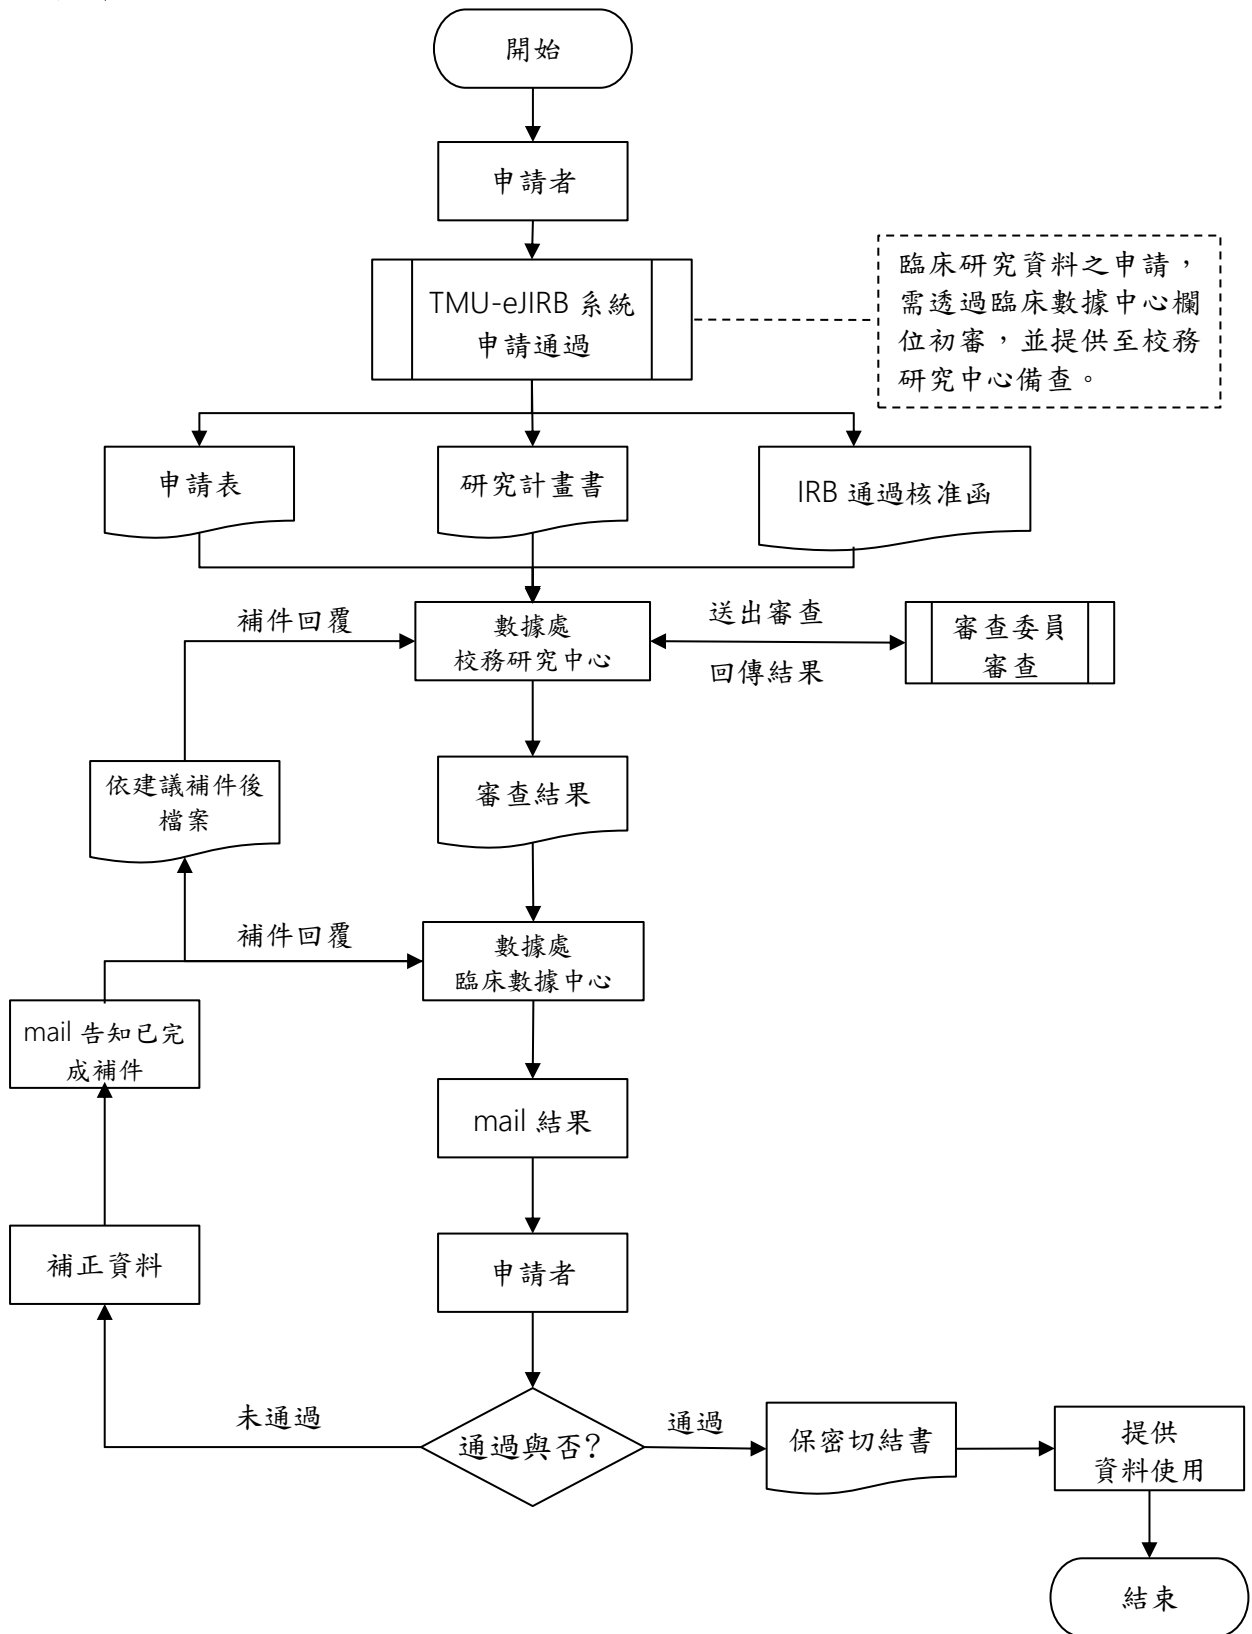 開始
申請者
TMU-eJIRB 系統
申請通過
臨床研究資料之申請，
需透過臨床數據中心欄
位初審，並提供至校務
研究中心備查。
申請表
研究計畫書
IRB 通過核准函
補件回覆
數據處
校務研究中心
送出審查
回傳結果
審查委員
審查
依建議補件後
檔案
審查結果
補件回覆
數據處
臨床數據中心
mail 告知已完
成補件
mail 結果
補正資料
申請者
未通過
通過與否?
通過
保密切結書
提供
資料使用
結束